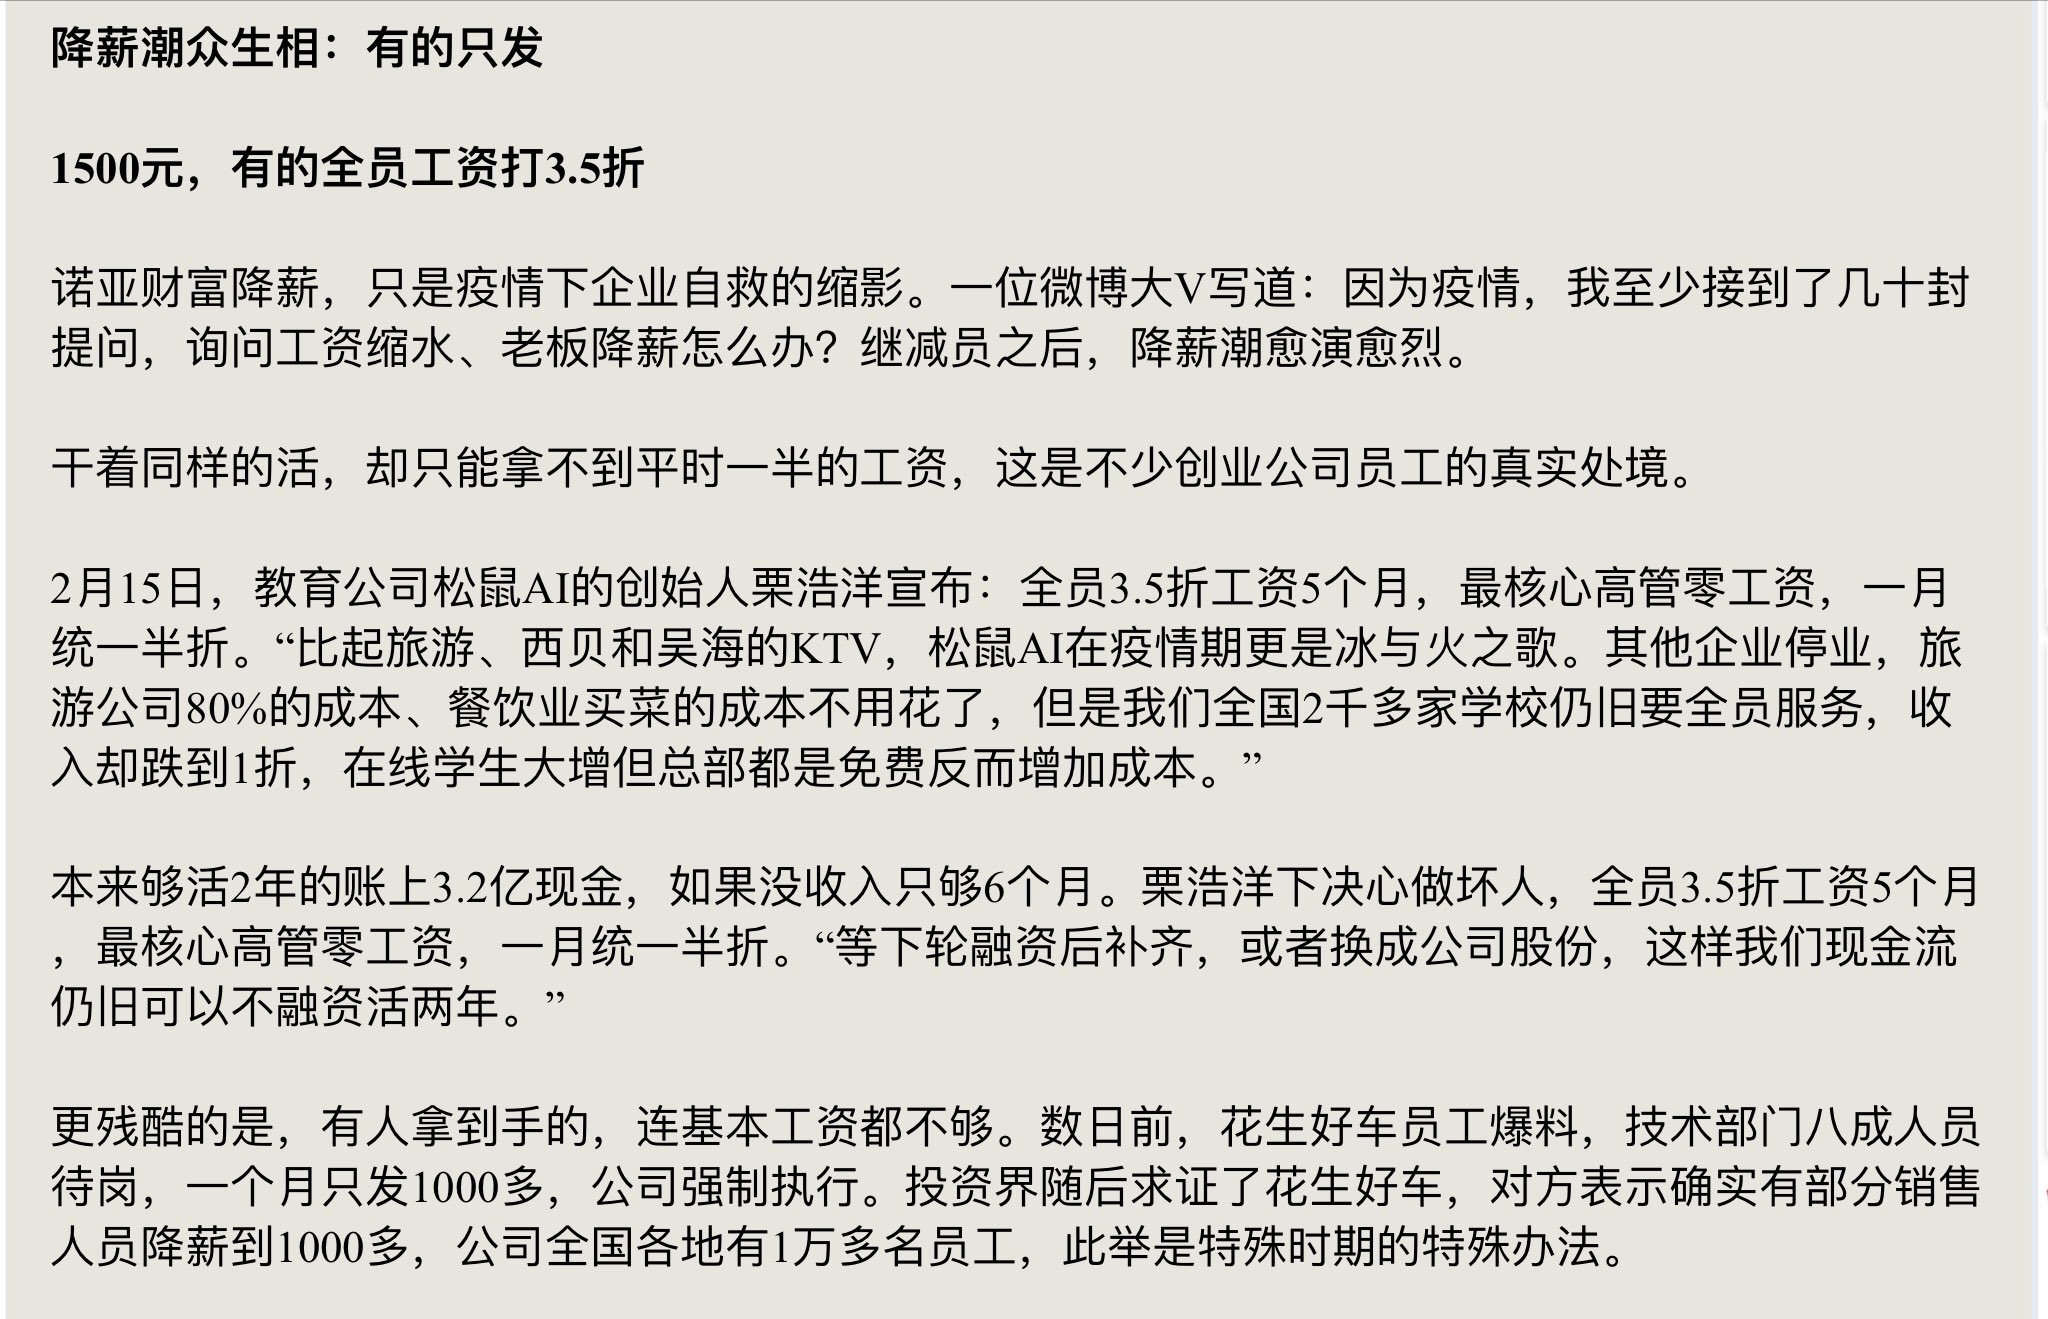 降薪潮众生相：有的只发
1500元，有的全员工资打3.5折
诺亚财富降薪，只是疫情下企业自救的缩影。一位微博大V写道：因为疫情，我至少接到了几十封
提问，询问工资缩水、老板降薪怎么办？继减员之后，降薪潮愈演愈烈。
干着同样的活，却只能拿不到平时一半的工资，这是不少创业公司员工的真实处境。
2月15日，教育公司松鼠AI的创始人栗浩洋宣布：全员3.5折工资5个月，最核心高管零工资，一月
统一半折。“比起旅游、西贝和吴海的KTV，松鼠AI在疫情期更是冰与火之歌。其他企业停业，旅
游公司80%的成本、餐饮业买菜的成本不用花了，但是我们全国2千多家学校仍旧要全员服务，收
入却跌到1折，在线学生大增但总部都是免费反而增加成本。”
本来够活2年的账上3.2亿现金，如果没收入只够6个月。栗浩洋下决心做坏人，全员3.5折工资5个月
，最核心高管零工资，一月统一半折。“等下轮融资后补齐，或者换成公司股份，这样我们现金流
仍旧可以不融资活两年。”
更残酷的是，有人拿到手的，连基本工资都不够。数日前，花生好车员工爆料，技术部门八成人员
待岗，一个月只发1000多，公司强制执行。投资界随后求证了花生好车，对方表示确实有部分销售
人员降薪到1000多，公司全国各地有1万多名员工，此举是特殊时期的特殊办法。